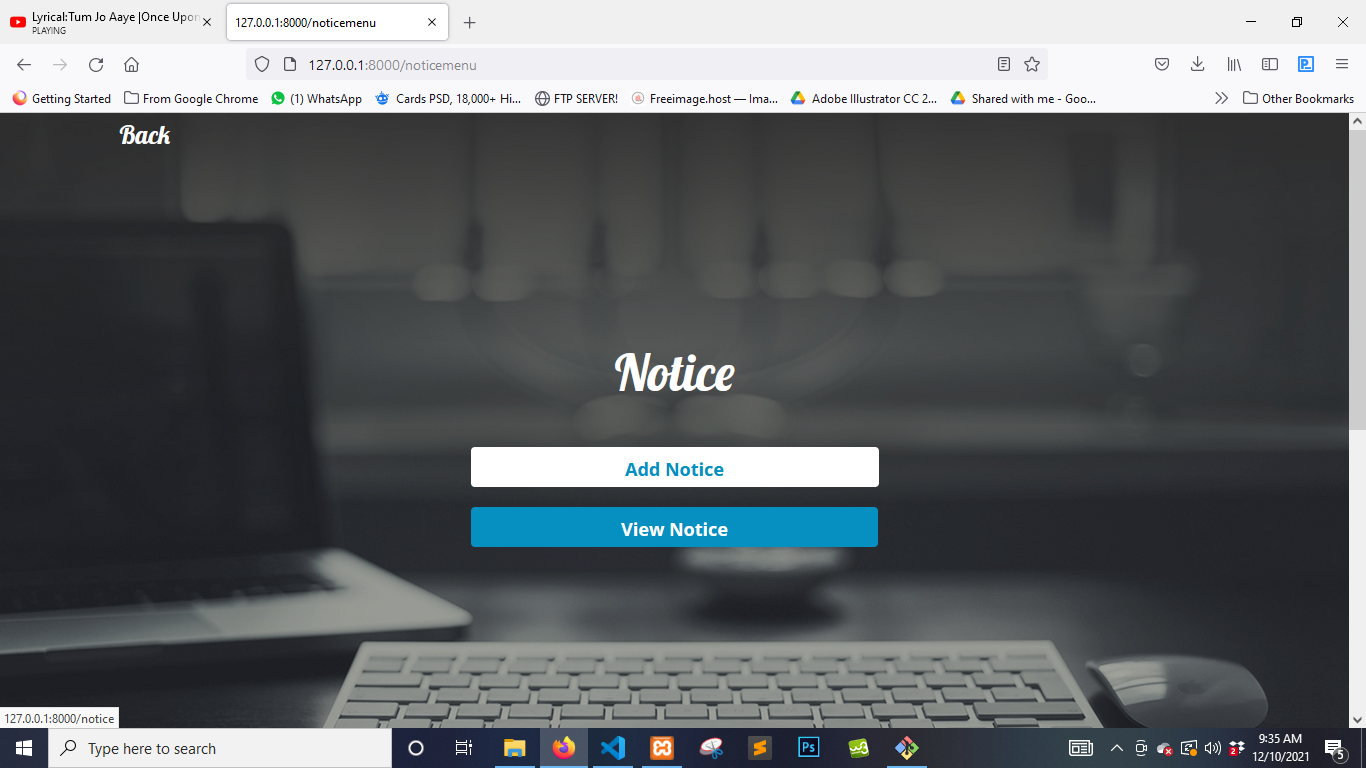 Lyrical:Tum Jo Aaye |Once Upon
PLAYING
127.0.0.1:8000/noticemenu
127.0.0.1:8000/noticemenu
Getting Started
From Google Chrome
(1) WhatsApp
Cards PSD, 18,000+ Hi...
FTP SERVER!
Freeimage.host — Ima...
Adobe Illustrator CC 2...
Shared with me - Goo...
Other Bookmarks
Back
Notice
Add Notice
View Notice
127.0.0.1:8000/notice
Type here to search
Ps
9:35 AM
12/10/2021
2
5